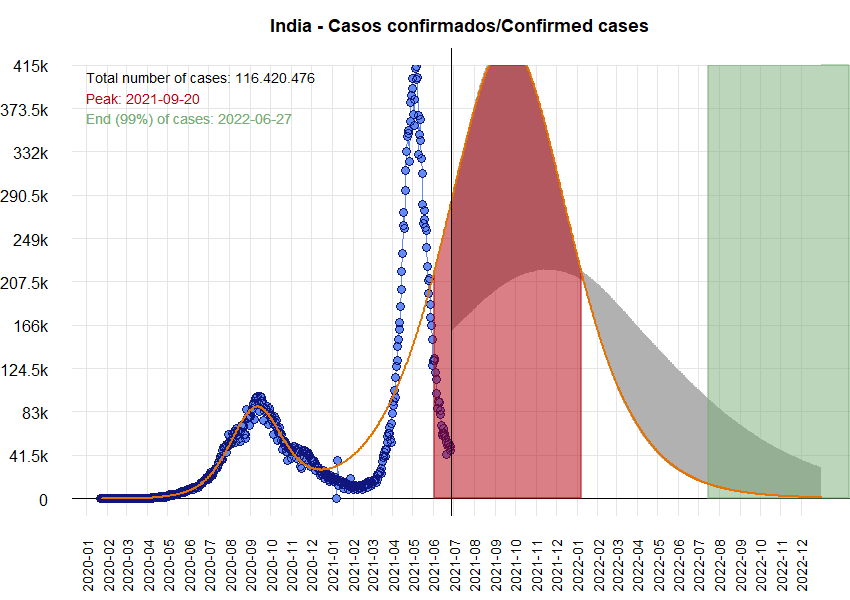 India - Casos confirmados/Confirmed cases
Total number of cases: 116.420.476
Peak: 2021-09-20
End (99%) of cases: 2022-06-27
415k
373.5k
332k
290.5k
249k
207.5k
166k
124.5k
83k
41.5k
0
2020-01
2020-02
2020-03
2020-04
2020-05
2020-06
2020-07
2020-08
2020-09
2020-10
2020-11
2020-12
2021-01
2021-02
2021-03
2021-04
2021-05
2021-06
2021-07
2021-08
2021-09
2021-10
2021-11
2021-12
2022-01
2022-02
2022-03
2022-04
2022-05
2022-06
2022-07
2022-08
2022-09
2022-10
2022-11
2022-12